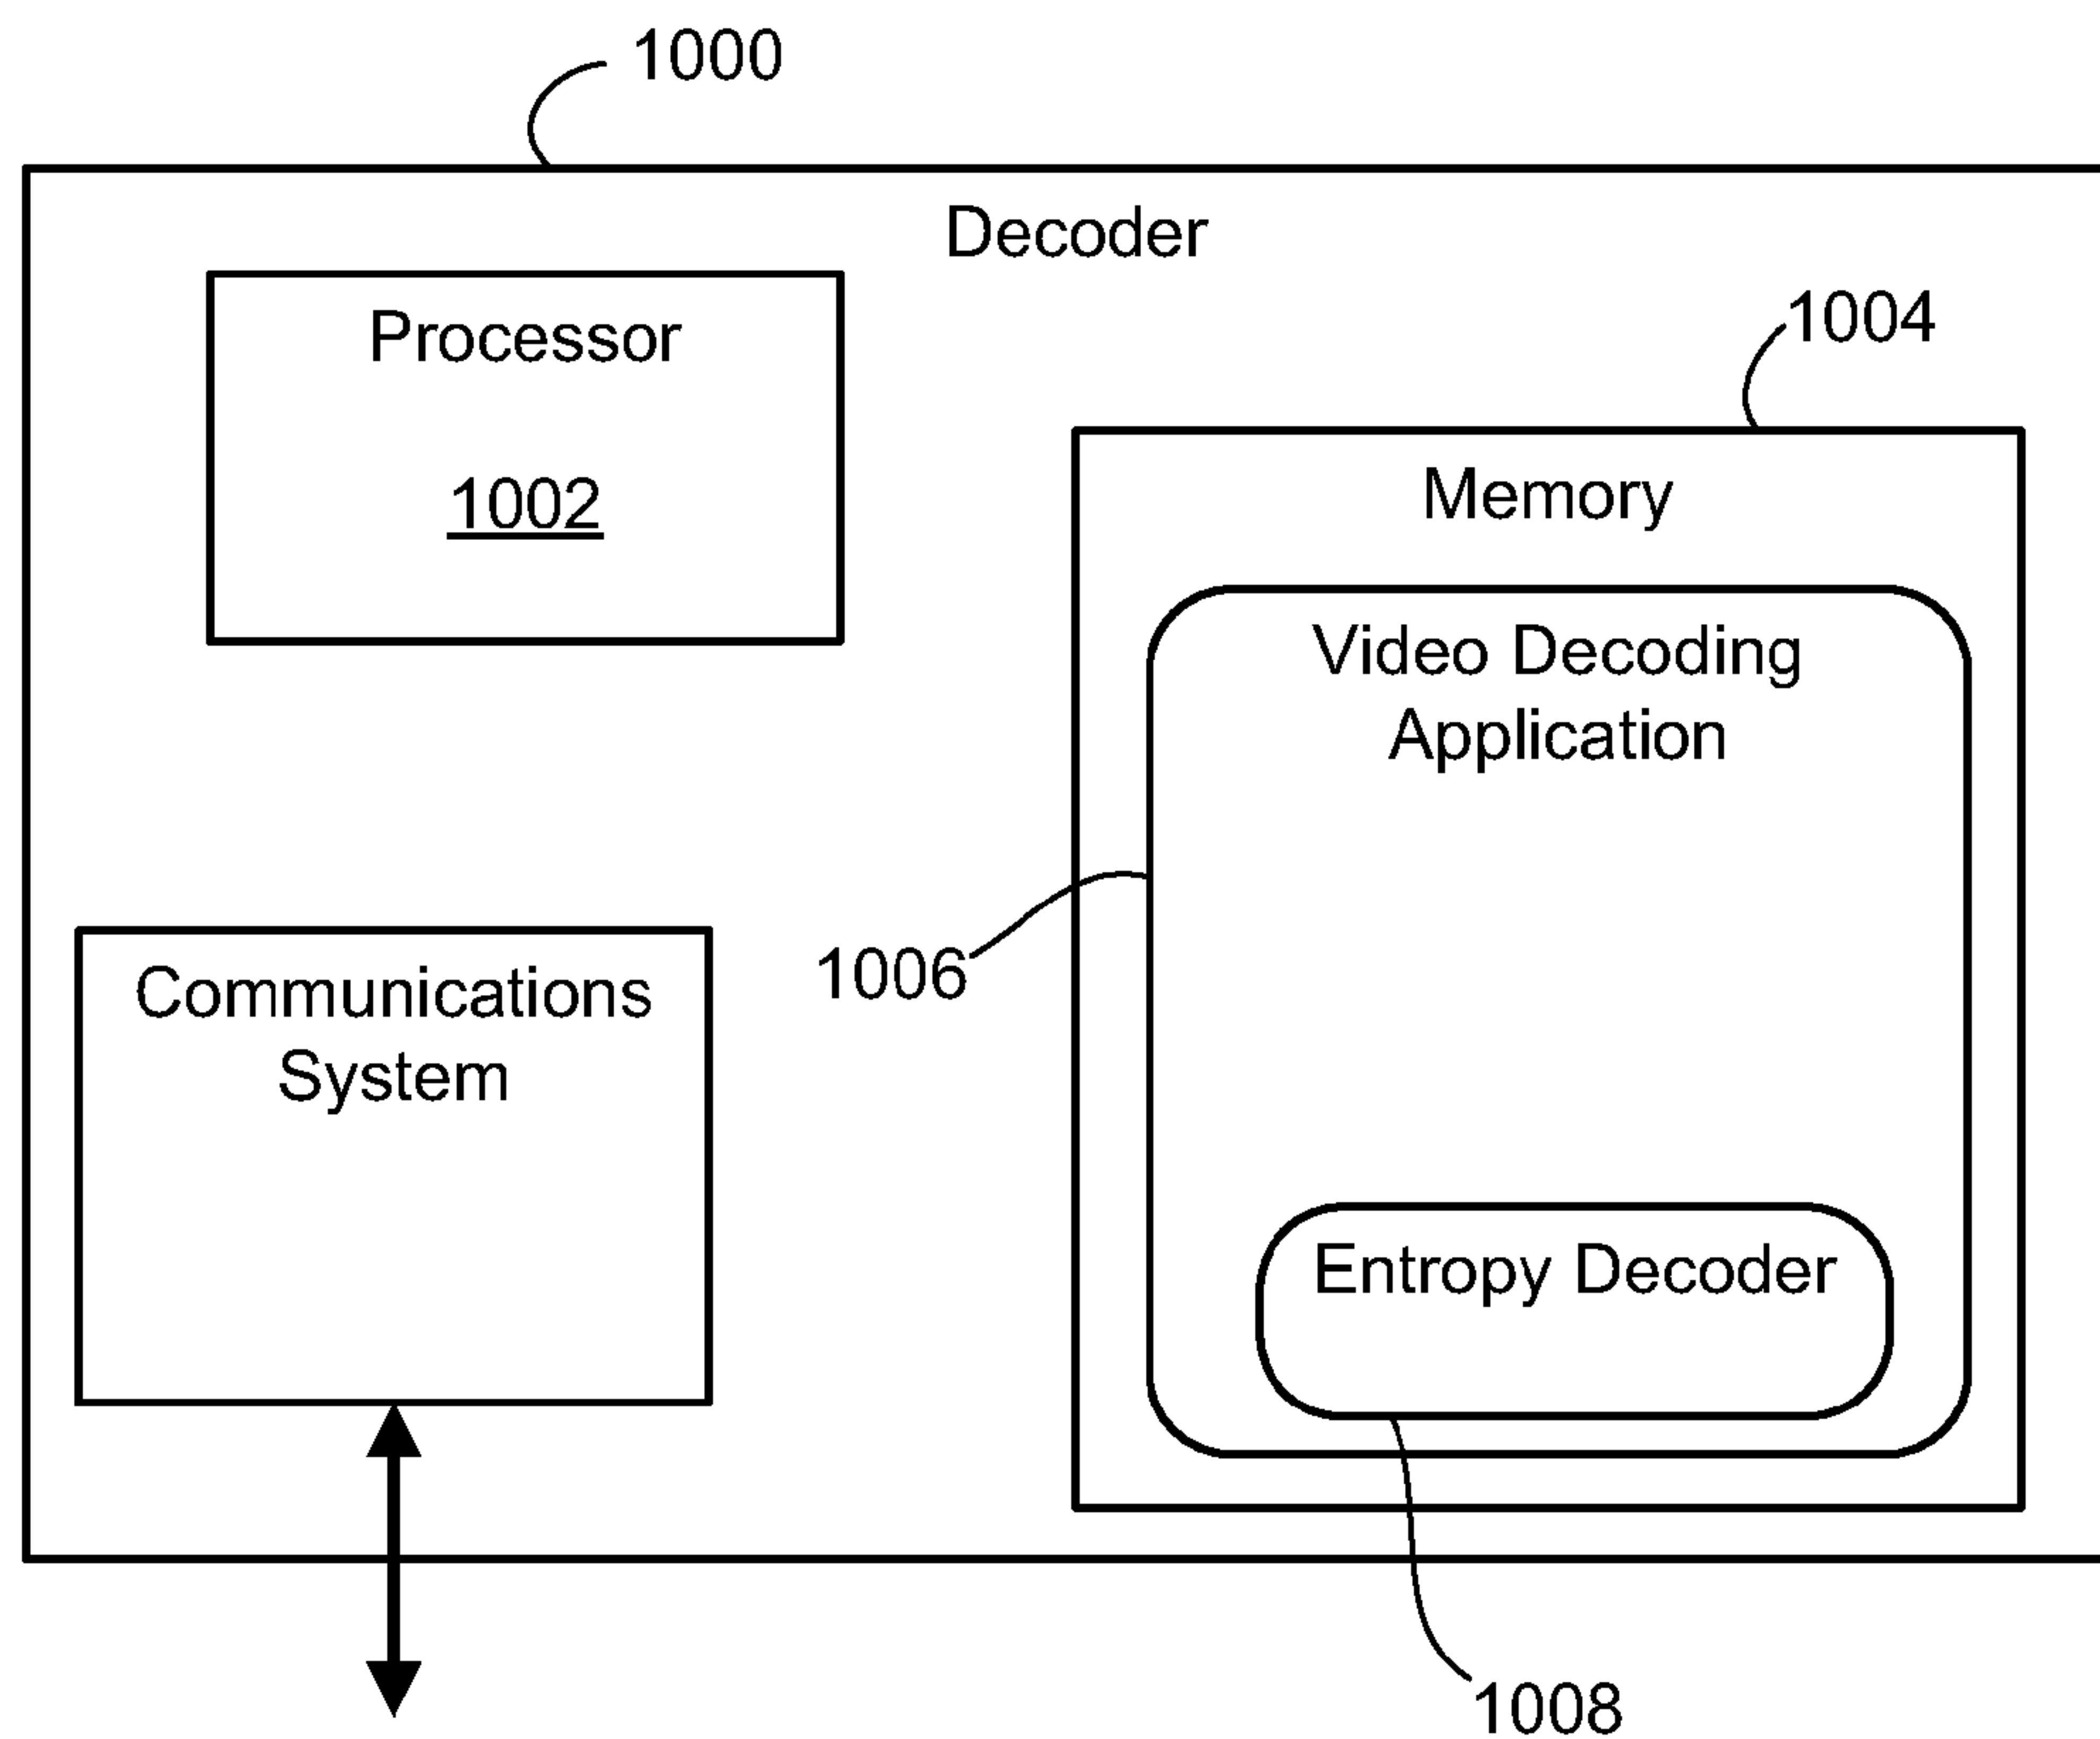 1000
Decoder
Processor
1002
1004
Memory
Video Decoding
Application
1006
Communications
System
Entropy Decoder
1008